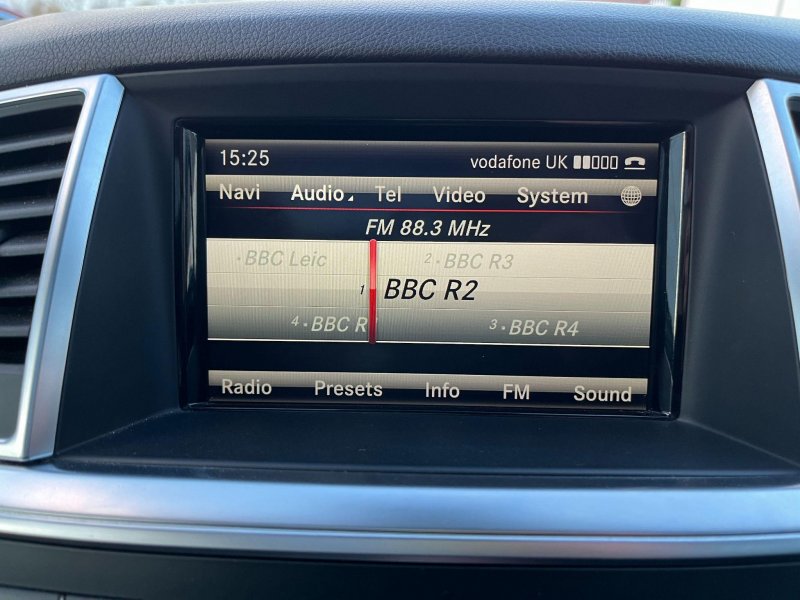 15:25 vodafone UK
Navi Audio Tel Video System
FM 88.3 MHz
·BBC Leic 2·BBC R3
1 BBC R2
4·BBC R 3·BBC R4
Radio Presets Info FM Sound